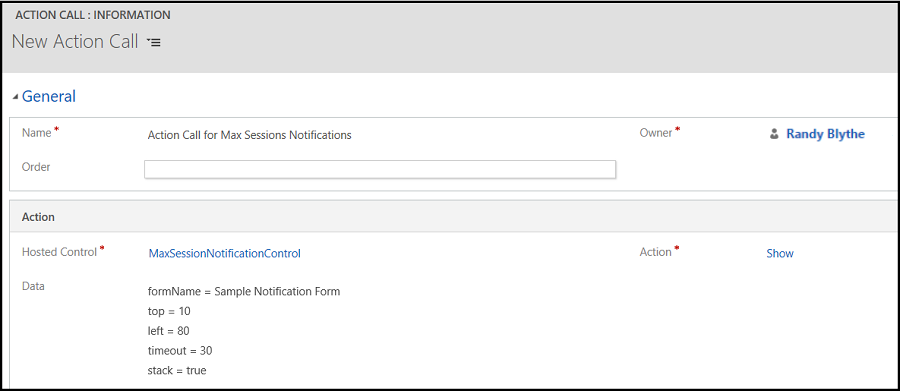 ACTION CALL : INFORMATION
New Action Call
General
Name * Action Call for Max Sessions Notifications Owner * Randy Blythe
Order
Action
Hosted Control * MaxSessionNotificationControl Action * Show
Data formName = Sample Notification Form
top = 10
left = 80
timeout = 30
stack = true